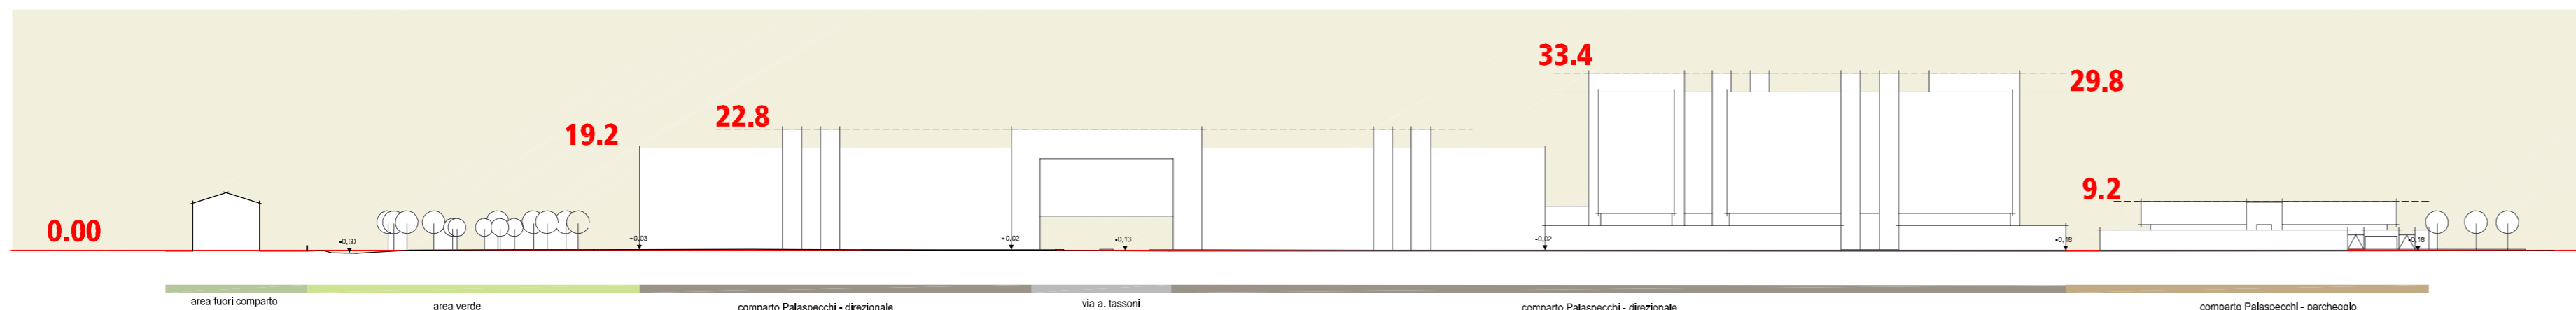 33.4
29.8
22.8
19.2
9.2
0.00
-0,60
+0,03
+0,02
-0,13
-0,02
-0,18
-0,18
area fuori comparto
area verde
comparto Palaspecchi - direzionale
via a. tassoni
comparto Palaspecchi - direzionale
comparto Palaspecchi - parcheggio